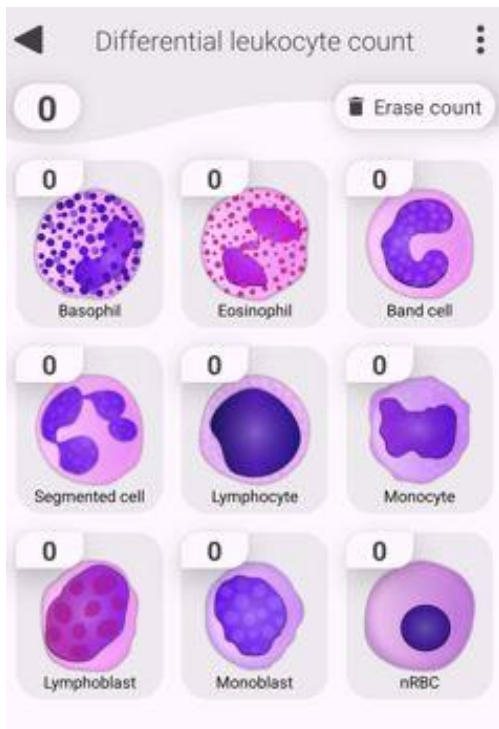 Differential leukocyte count
0
Erase count
0 0 0
Basophil Eosinophil Band cell
0 0 0
Segmented cell Lymphocyte Monocyte
0 0 0
Lymphoblast Monoblast nRBC